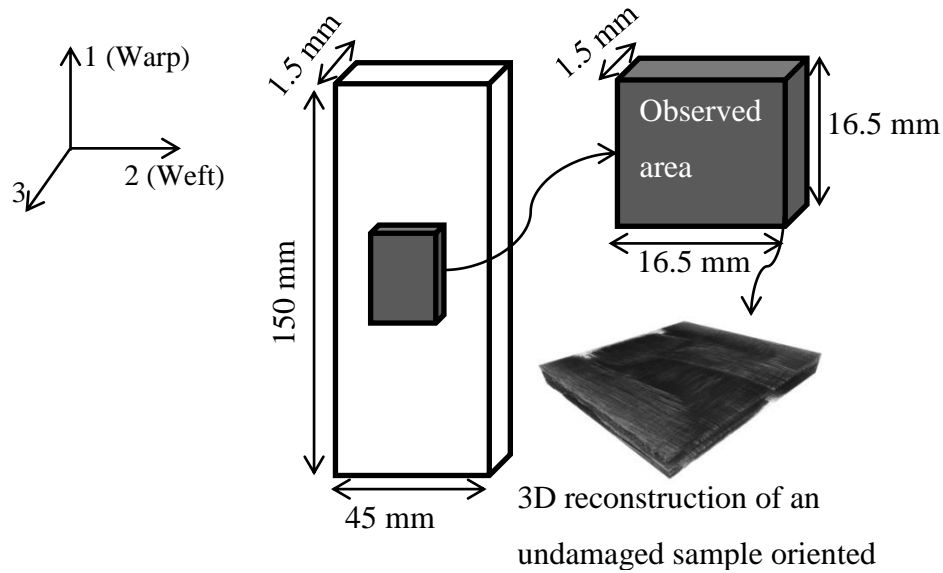 1 (Warp)
2 (Weft)
3
1.5 mm
150 mm
45 mm
1.5 mm
Observed
area
16.5 mm
16.5 mm
3D reconstruction of an
undamaged sample oriented